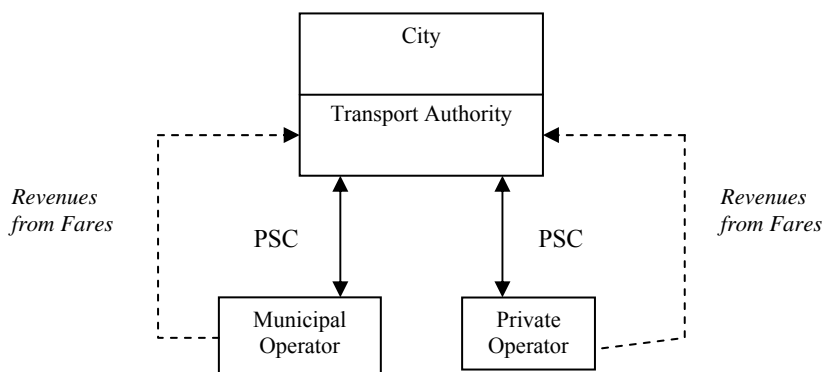 City
Transport Authority
Revenues
from Fares
Revenues
from Fares
PSC
PSC
Municipal
Operator
Private
Operator